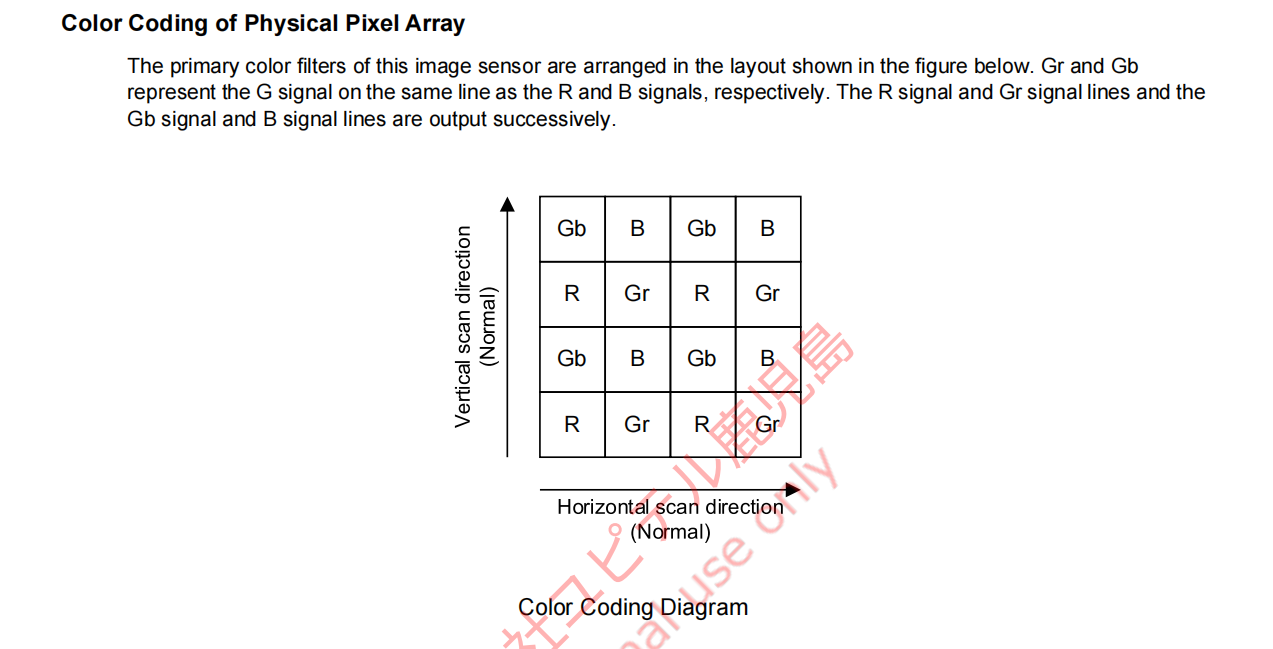 Color Coding of Physical Pixel Array
The primary color filters of this image sensor are arranged in the layout shown in the figure below. Gr and Gb
represent the G signal on the same line as the R and B signals, respectively. The R signal and Gr signal lines and the
Gb signal and B signal lines are output successively.
Vertical scan direction
(Normal)
Gb B Gb B
R Gr R Gr
Gb B Gb B
R Gr R Gr
Horizontal scan direction
(Normal)
Color Coding Diagram
社ユピテル鹿児島
nal use only